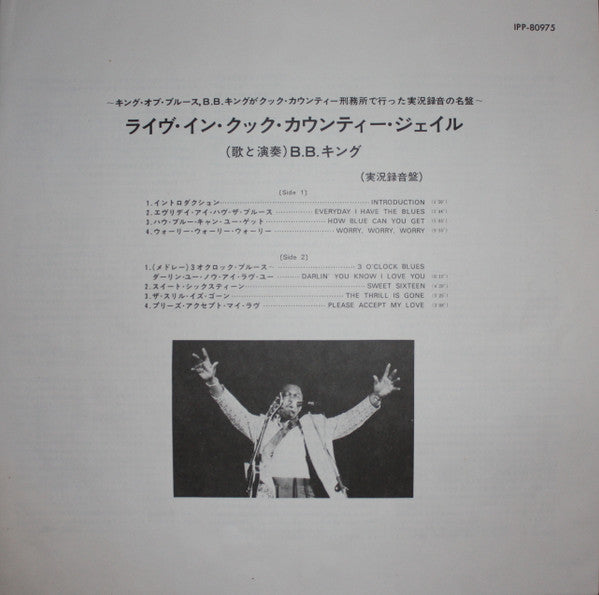 IPP-80975
〜キング・オブ・ブルース,B.B.キングがクック・カウンティー刑務所で行った実況録音の名盤〜
ライヴ・イン・クック・カウンティー・ジェイル
(歌と演奏)B.B.キング
(実況録音盤)
(Side 1)
1.イントロダクション INTRODUCTION
2.エヴリデイ・アイ・ハヴ・ザ・ブルース EVERYDAY I HAVE THE BLUES
3.ハウ・ブルー・キャン・ユー・ゲット HOW BLUE CAN YOU GET
4.ウォーリー・ウォーリー・ウォーリー WORRY, WORRY, WORRY
(Side 2)
1.(メドレー)3オクロック・ブルース 3 O'CLOCK BLUES
ダーリン・ユー・ノウ・アイ・ラヴ・ユー DARLIN' YOU KNOW I LOVE YOU
2.スイート・シックスティーン SWEET SIXTEEN
3.ザ・スリル・イズ・ゴーン THE THRILL IS GONE
4.プリーズ・アクセプト・マイ・ラヴ PLEASE ACCEPT MY LOVE